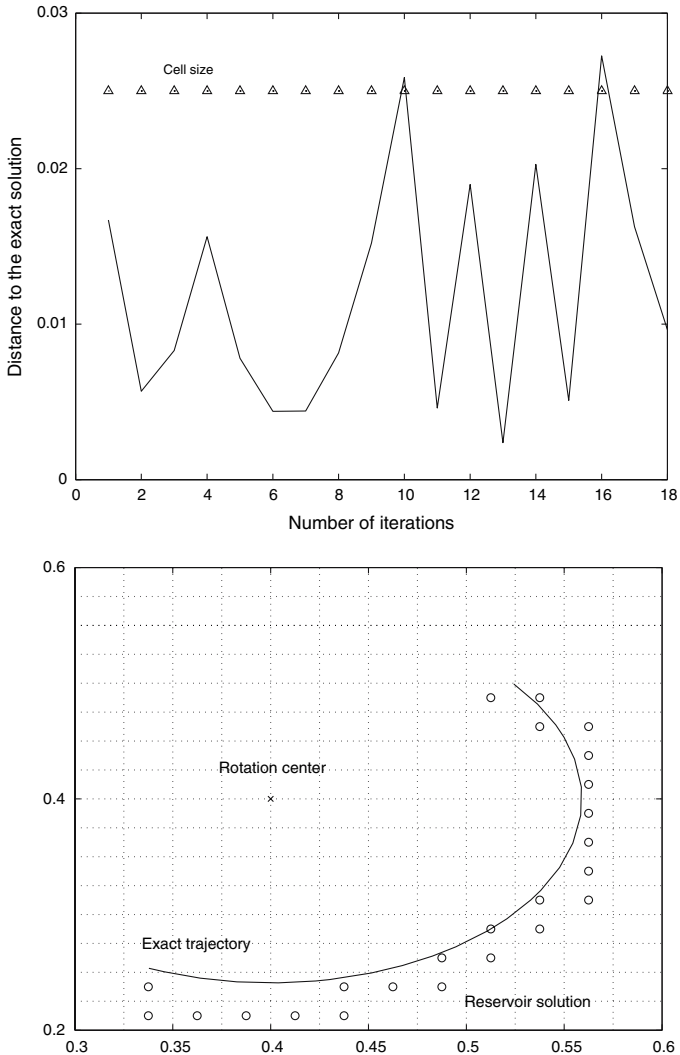 0.03
Cell size
0.02
Distance to the exact solution
0.01
0
0 2 4 6 8 10 12 14 16 18
Number of iterations
0.6
Rotation center
0.4
Exact trajectory
Reservoir solution
0.2
0.3 0.35 0.4 0.45 0.5 0.55 0.6